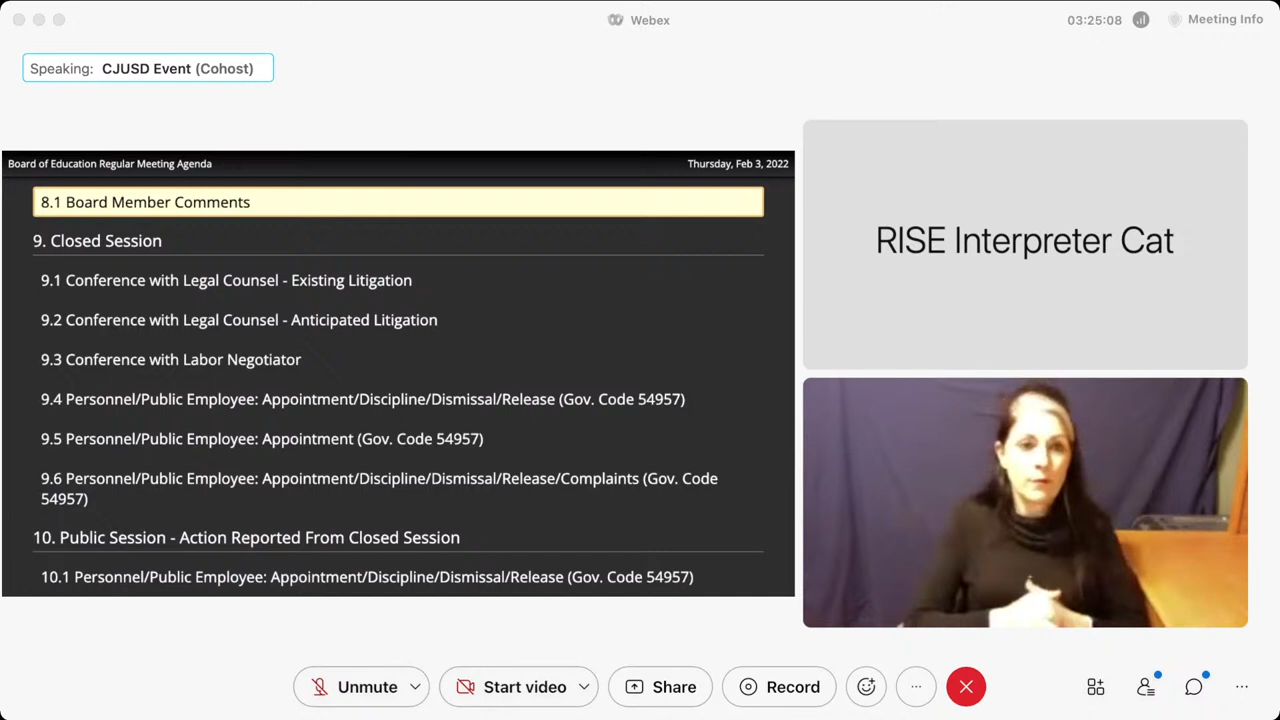 Webex
03:25:08
Meeting Info
Speaking: CJUSD Event (Cohost)
Board of Education Regular Meeting Agenda
Thursday, Feb 3, 2022
8.1 Board Member Comments
9. Closed Session
9.1 Conference with Legal Counsel - Existing Litigation
9.2 Conference with Legal Counsel - Anticipated Litigation
9.3 Conference with Labor Negotiator
9.4 Personnel/Public Employee: Appointment/Discipline/Dismissal/Release (Gov. Code 54957)
9.5 Personnel/Public Employee: Appointment (Gov. Code 54957)
9.6 Personnel/Public Employee: Appointment/Discipline/Dismissal/Release/Complaints (Gov. Code
54957)
10. Public Session - Action Reported From Closed Session
10.1 Personnel/Public Employee: Appointment/Discipline/Dismissal/Release (Gov. Code 54957)
RISE Interpreter Cat
Unmute
Start video
Share
Record